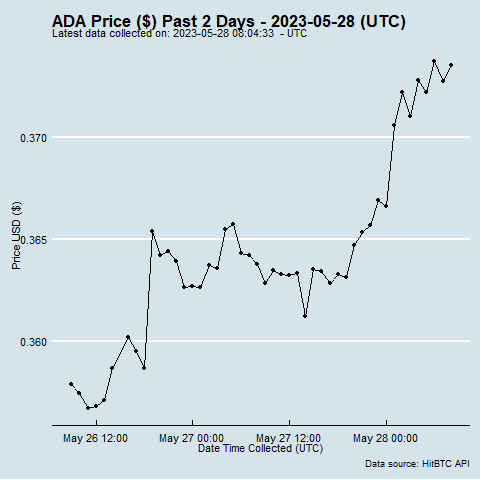 ADA Price ($) Past 2 Days - 2023-05-28 (UTC)
Latest data collected on: 2023-05-28 08:04:33 - UTC
0.370
0.365
0.360
Price USD ($)
May 26 12:00
May 27 00:00
May 27 12:00
May 28 00:00
Date Time Collected (UTC)
Data source: HitBTC API